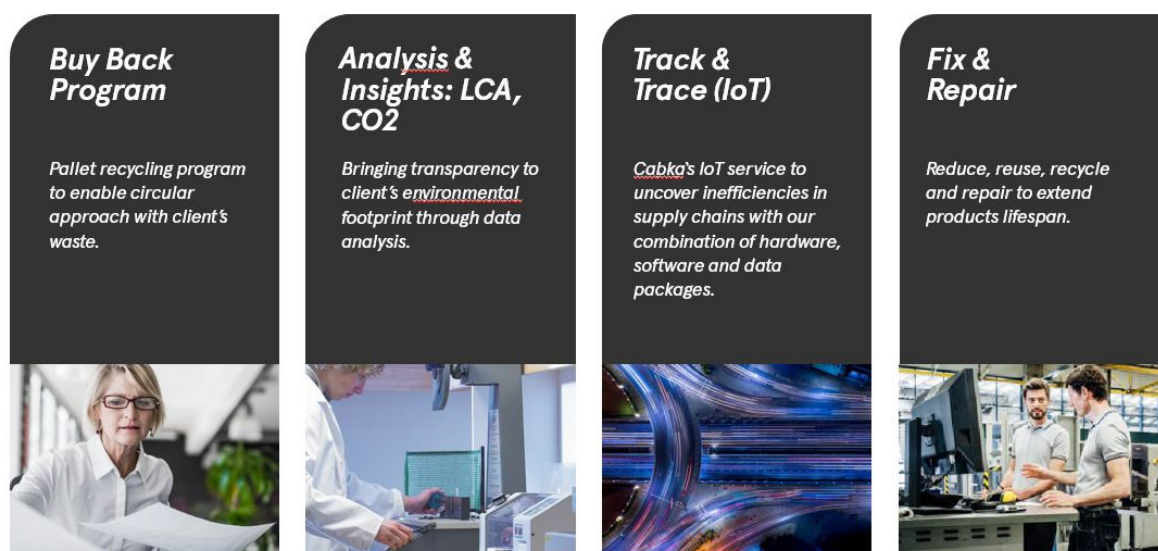 Buy Back
Program
Pallet recycling program
to enable circular
approach with client's
waste.
Analysis &
Insights: LCA,
CO2
Bringing transparency to
client's environmental
footprint through data
analysis.
Track &
Trace (IoT)
Cabka's IoT service to
uncover inefficiencies in
supply chains with our
combination of hardware,
software and data
packages.
Fix &
Repair
Reduce, reuse, recycle
and repair to extend
products lifespan.